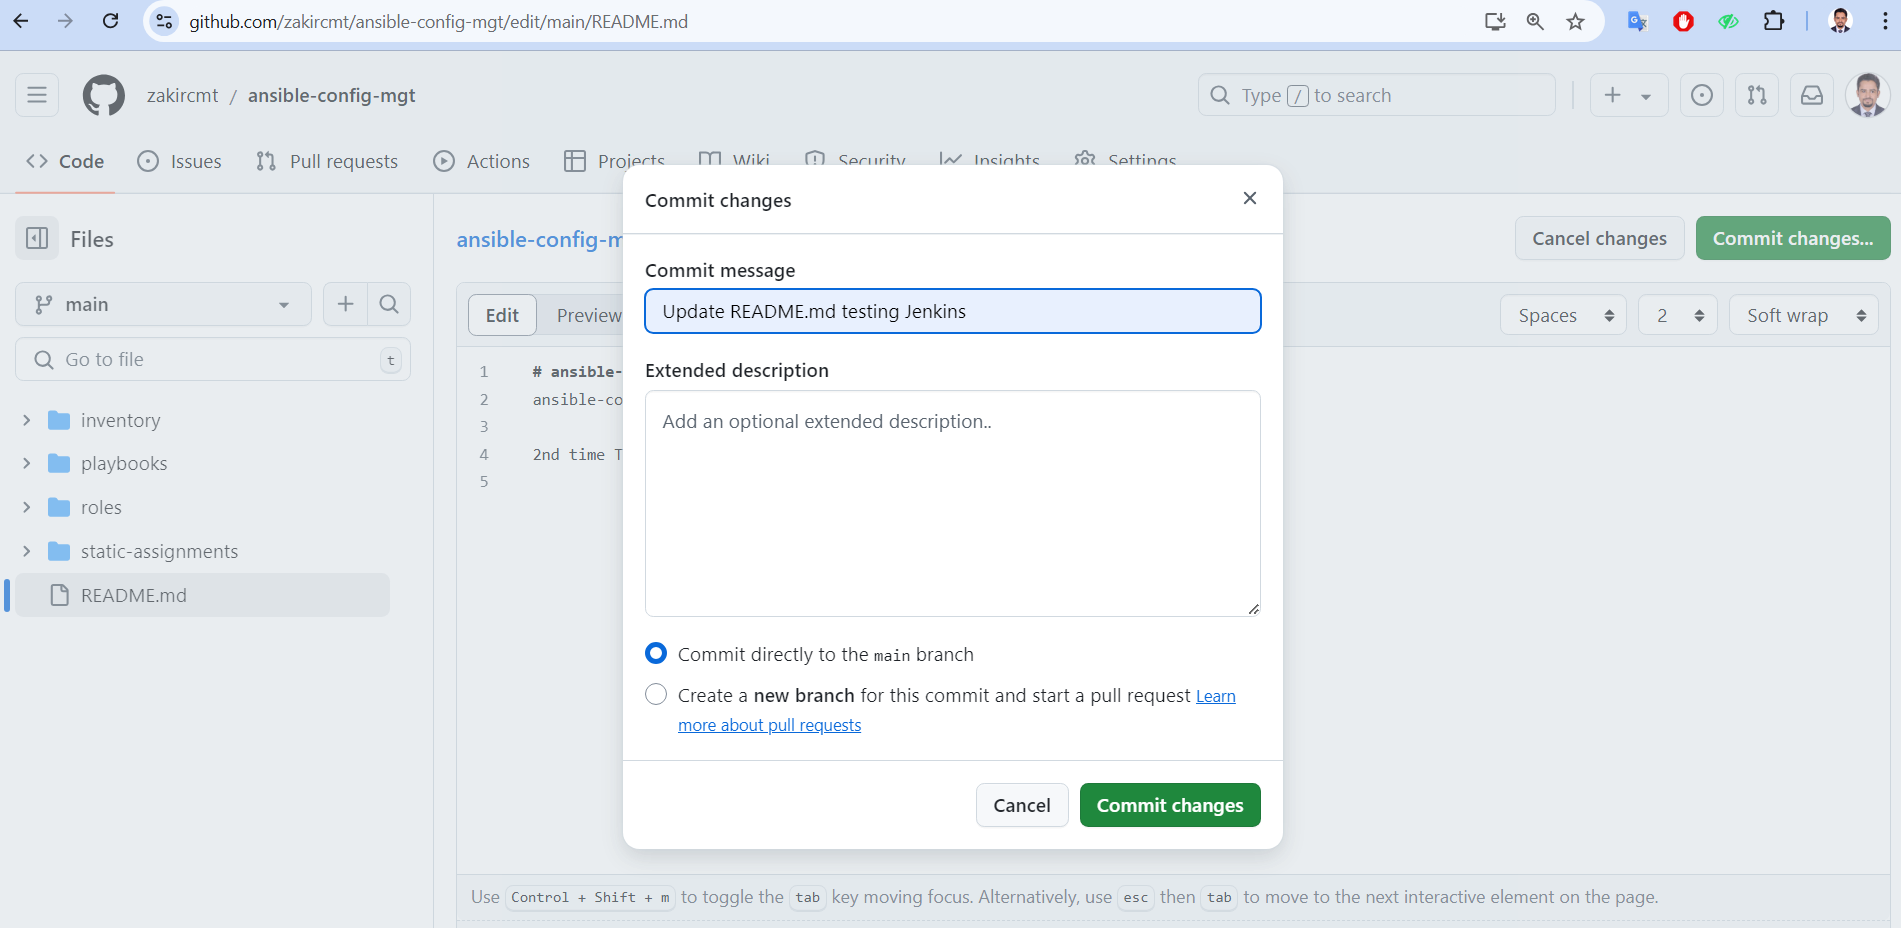 github.com/zakircmt/ansible-config-mgt/edit/main/README.md
zakircmt / ansible-config-mgt
Type / to search
Code Issues Pull requests Actions Projects Wiki Security Insights Settings
Files
main
Go to file
t
inventory
playbooks
roles
static-assignments
README.md
ansible-config-m
Cancel changes
Commit changes...
Edit
Preview
Spaces
2
Soft wrap
1 # ansible-
2 ansible-co
3
4 2nd time T
5
Commit changes
Commit message
Update README.md testing Jenkins
Extended description
Add an optional extended description..
Commit directly to the main branch
Create a new branch for this commit and start a pull request Learn
more about pull requests
Cancel
Commit changes
Use Control + Shift + m to toggle the tab key moving focus. Alternatively, use esc then tab to move to the next interactive element on the page.